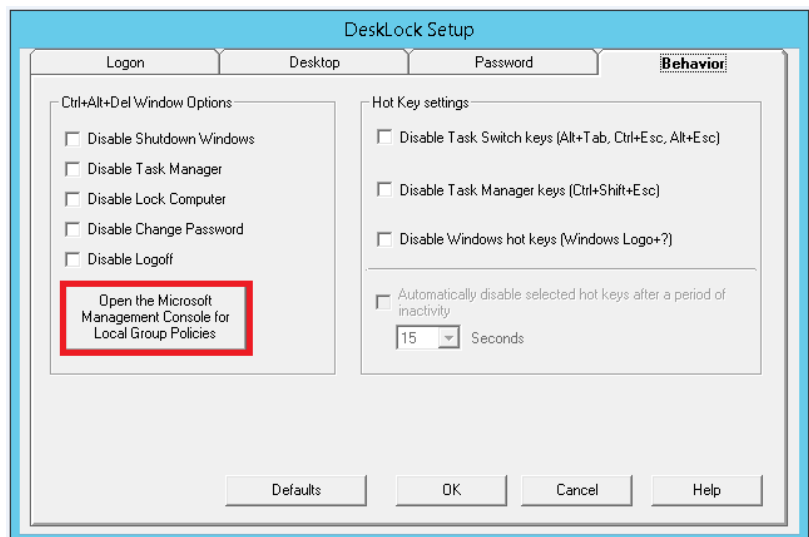 DeskLock Setup
Logon
Desktop
Password
Behavior
Ctrl+Alt+Del Window Options
Disable Shutdown Windows
Disable Task Manager
Disable Lock Computer
Disable Change Password
Disable Logoff
Open the Microsoft
Management Console for
Local Group Policies
Hot Key settings
Disable Task Switch keys (Alt+Tab, Ctrl+Esc, Alt+Esc)
Disable Task Manager keys (Ctrl+Shift+Esc)
Disable Windows hot keys (Windows Logo+?)
Automatically disable selected hot keys after a period of
inactivity
15 Seconds
Defaults
OK
Cancel
Help